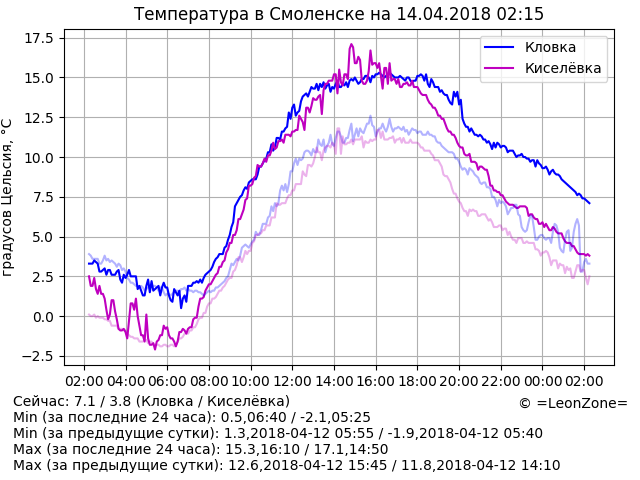 Температура в Смоленске на 14.04.2018 02:15
17.5
15.0
12.5
10.0
7.5
5.0
2.5
0.0
−2.5
градусов Цельсия, °C
Кловка
Киселёвка
02:00 04:00 06:00 08:00 10:00 12:00 14:00 16:00 18:00 20:00 22:00 00:00 02:00
Сейчас: 7.1 / 3.8 (Кловка / Киселёвка)
© =LeonZone=
Min (за последние 24 часа): 0.5,06:40 / -2.1,05:25
Min (за предыдущие сутки): 1.3,2018-04-12 05:55 / -1.9,2018-04-12 05:40
Max (за последние 24 часа): 15.3,16:10 / 17.1,14:50
Max (за предыдущие сутки): 12.6,2018-04-12 15:45 / 11.8,2018-04-12 14:10